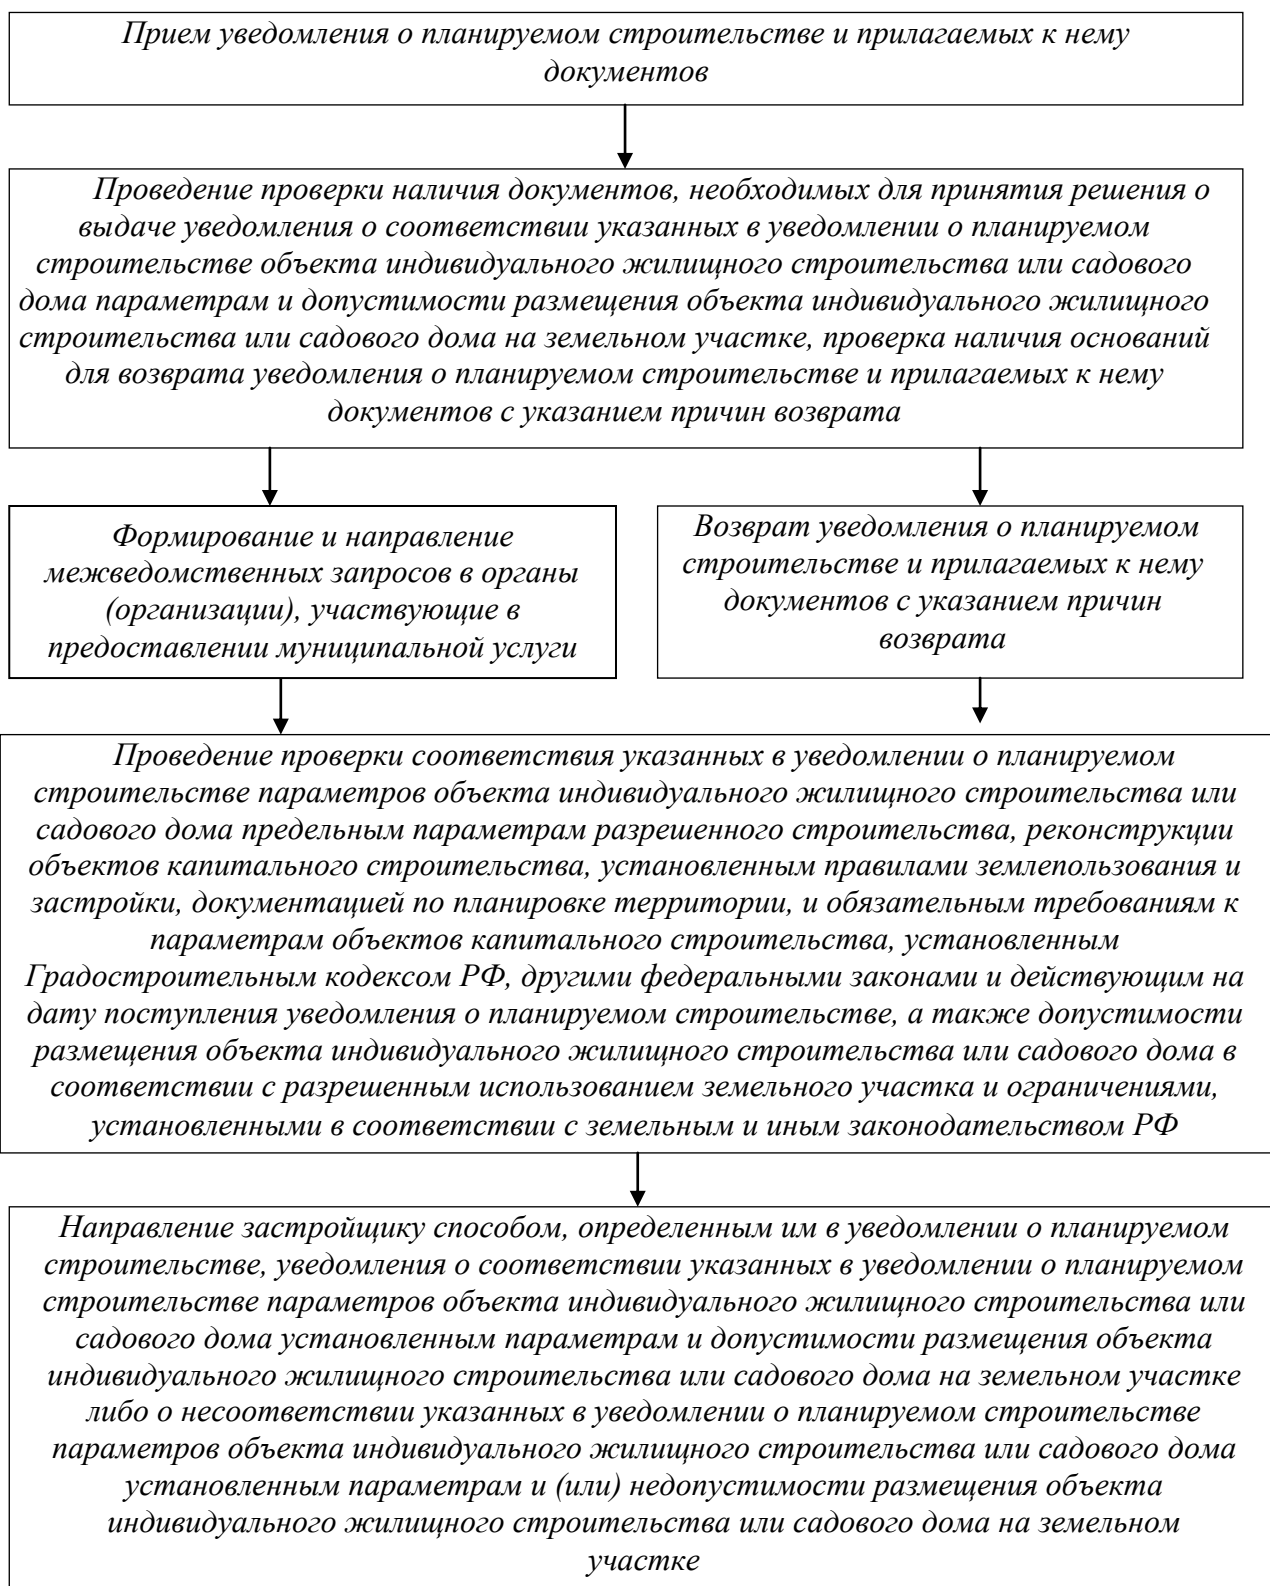 Прием уведомления о планируемом строительстве и прилагаемых к нему
документов
Проведение проверки наличия документов, необходимых для принятия решения о
выдаче уведомления о соответствии указанных в уведомлении о планируемом
строительстве объекта индивидуального жилищного строительства или садового
дома параметрам и допустимости размещения объекта индивидуального жилищного
строительства или садового дома на земельном участке, проверка наличия оснований
для возврата уведомления о планируемом строительстве и прилагаемых к нему
документов с указанием причин возврата
Формирование и направление
межведомственных запросов в органы
(организации), участвующие в
предоставлении муниципальной услуги
Возврат уведомления о планируемом
строительстве и прилагаемых к нему
документов с указанием причин
возврата
Проведение проверки соответствия указанных в уведомлении о планируемом
строительстве параметров объекта индивидуального жилищного строительства или
садового дома предельным параметрам разрешенного строительства, реконструкции
объектов капитального строительства, установленным правилами землепользования и
застройки, документацией по планировке территории, и обязательным требованиям к
параметрам объектов капитального строительства, установленным
Градостроительным кодексом РФ, другими федеральными законами и действующим на
дату поступления уведомления о планируемом строительстве, а также допустимости
размещения объекта индивидуального жилищного строительства или садового дома в
соответствии с разрешенным использованием земельного участка и ограничениями,
установленными в соответствии с земельным и иным законодательством РФ
Направление застройщику способом, определенным им в уведомлении о планируемом
строительстве, уведомления о соответствии указанных в уведомлении о планируемом
строительстве параметров объекта индивидуального жилищного строительства или
садового дома установленным параметрам и допустимости размещения объекта
индивидуального жилищного строительства или садового дома на земельном участке
либо о несоответствии указанных в уведомлении о планируемом строительстве
параметров объекта индивидуального жилищного строительства или садового дома
установленным параметрам и (или) недопустимости размещения объекта
индивидуального жилищного строительства или садового дома на земельном
участке